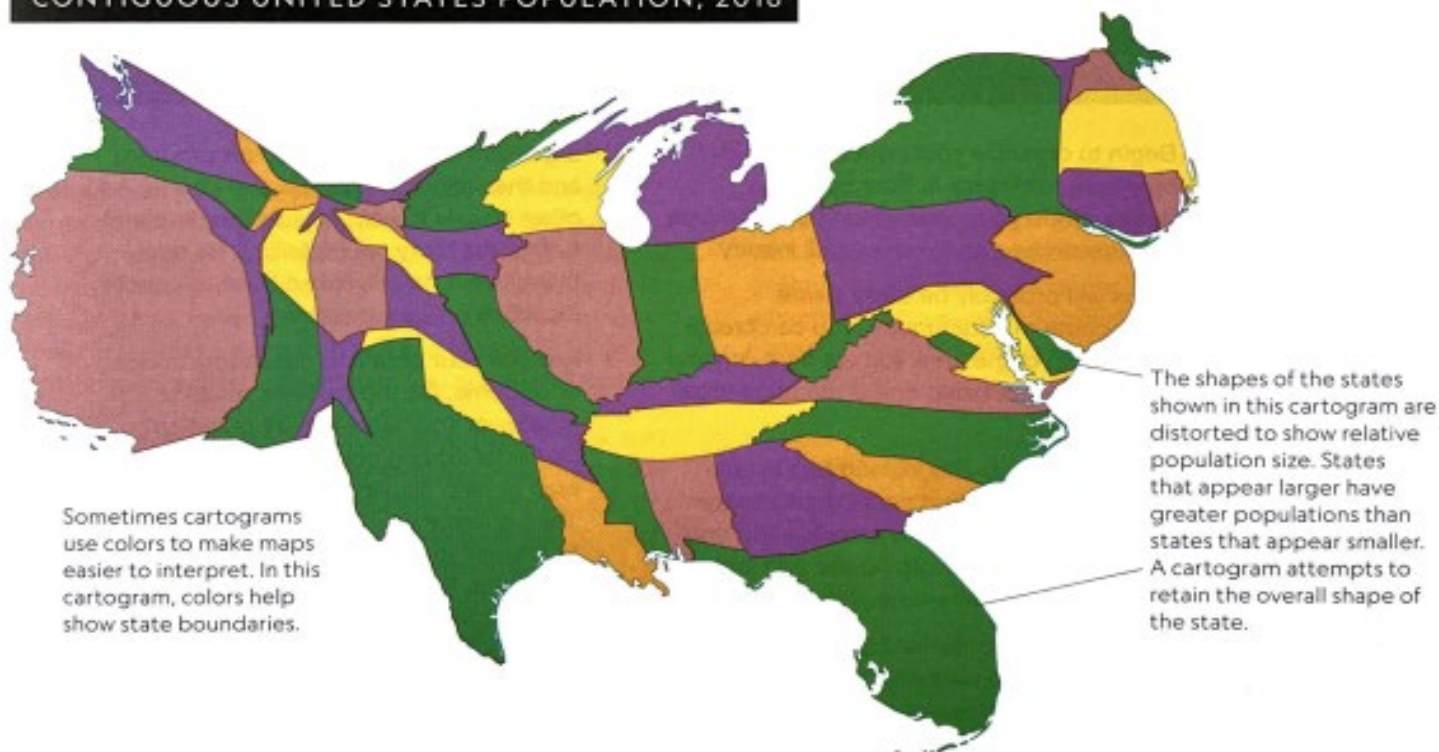 CONTIGUOUS UNITED STATES POPULATION, 2018
The shapes of the states
shown in this cartogram are
distorted to show relative
population size. States
that appear larger have
greater populations than
states that appear smaller.
A cartogram attempts to
retain the overall shape of
the state.
Sometimes cartograms
use colors to make maps
easier to interpret. In this
cartogram, colors help
show state boundaries.